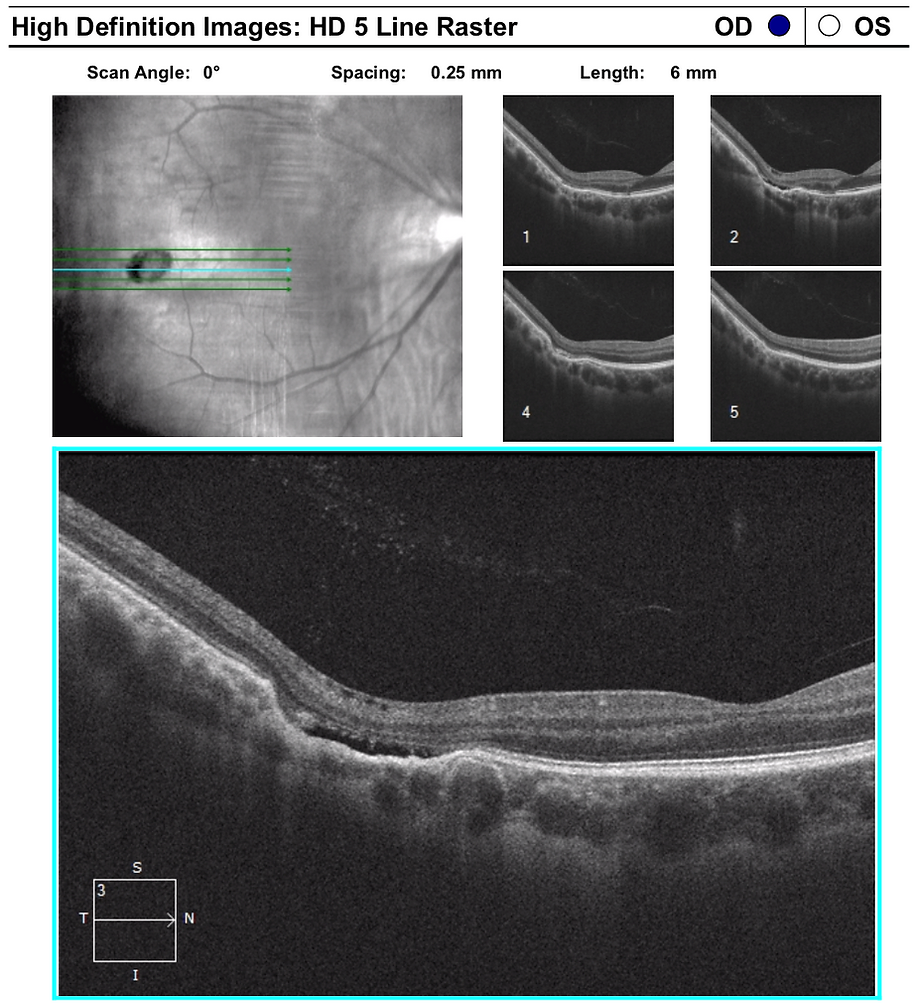 High Definition Images: HD 5 Line Raster OD OS
Scan Angle: 0° Spacing: 0.25 mm Length: 6 mm
1 2
4 5
S
3
T N
I